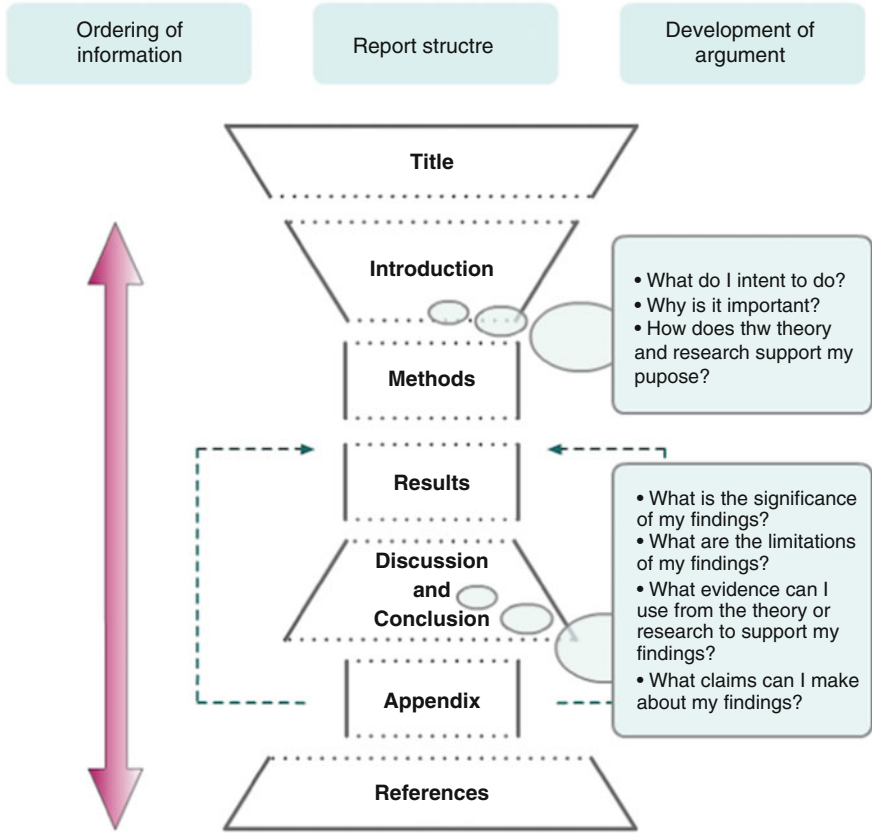 Ordering of
information
Report structre
Development of
argument
Title
Introduction
• What do I intent to do?
• Why is it important?
• How does thw theory
and research support my
pupose?
Methods
Results
• What is the significance
of my findings?
• What are the limitations
of my findings?
• What evidence can I
use from the theory or
research to support my
findings?
• What claims can I make
about my findings?
Discussion
and
Conclusion
Appendix
References